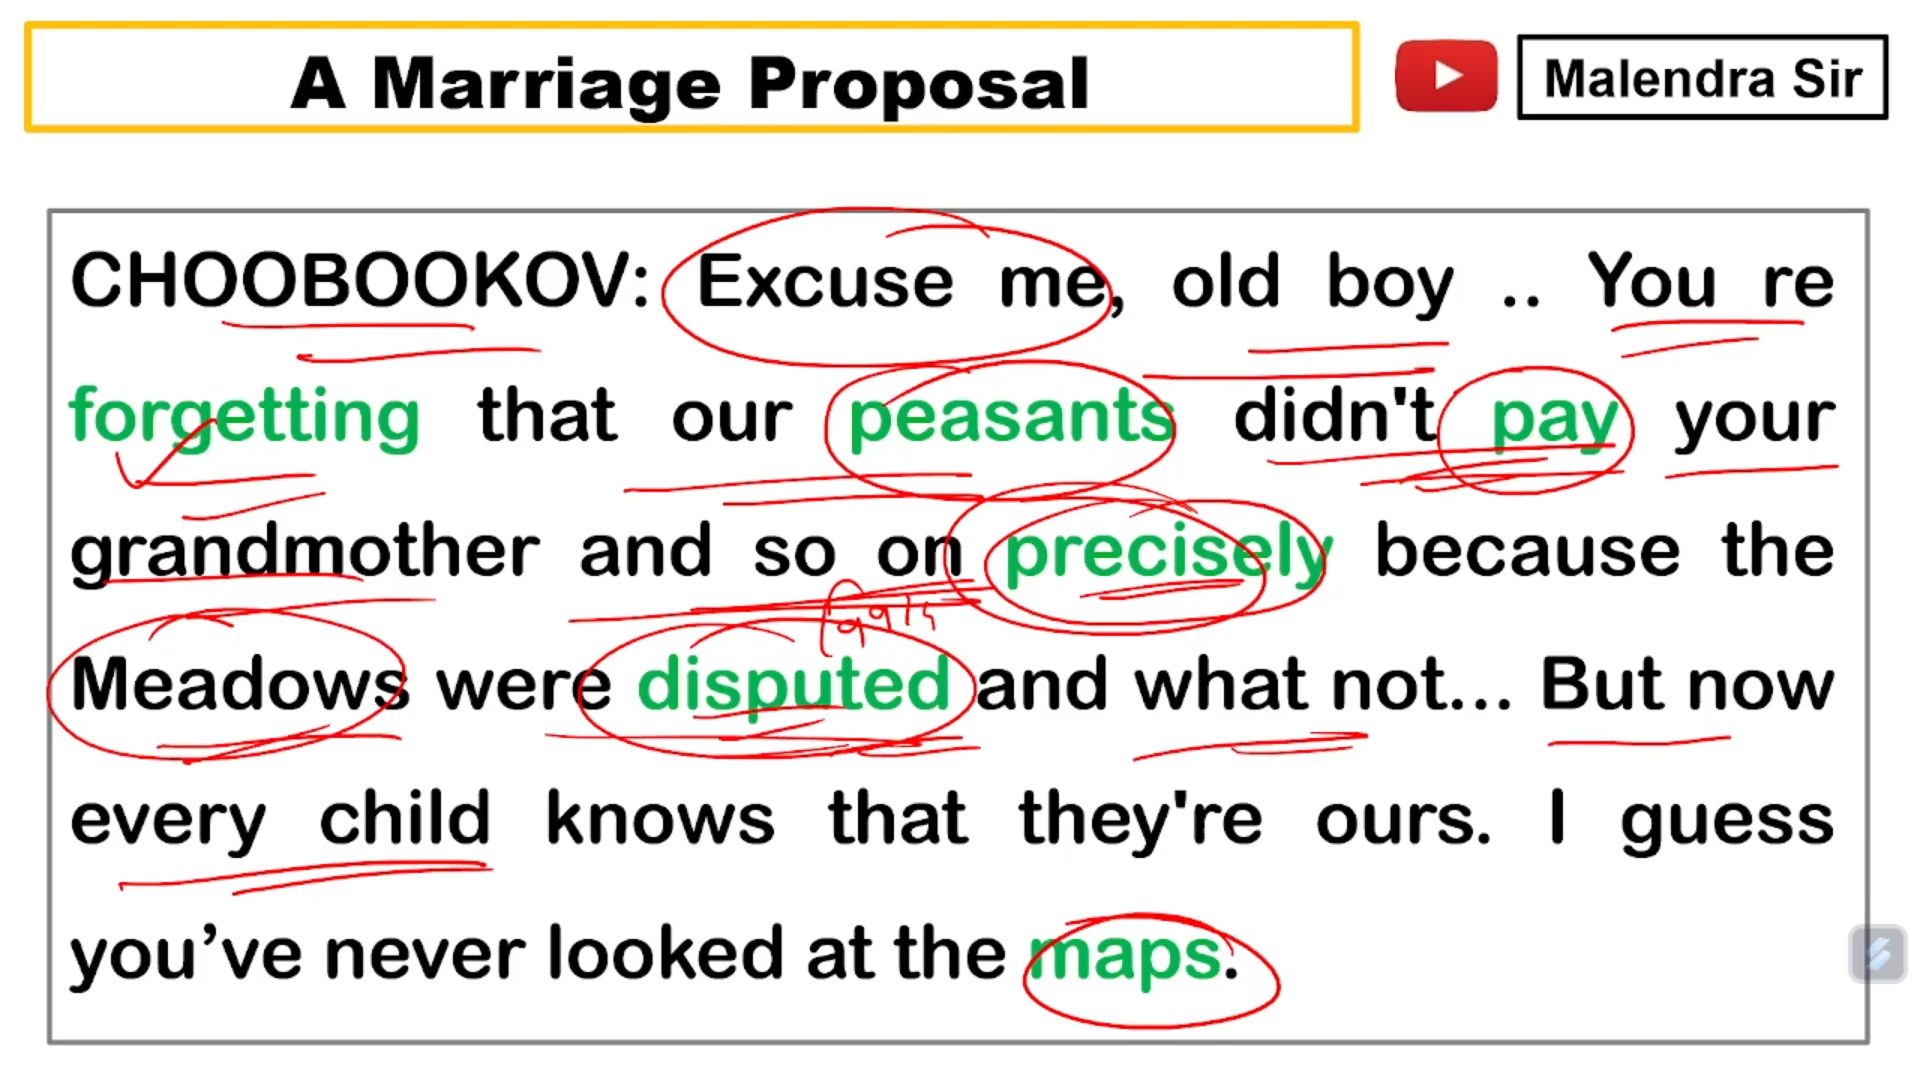 A Marriage Proposal
Malendra Sir
CHOOBOOKOV: Excuse me, old boy .. You re
forgetting that our peasants didn't pay your
grandmother and so on precisely because the
Meadows were disputed and what not... But now
every child knows that they're ours. I guess
you’ve never looked at the maps.